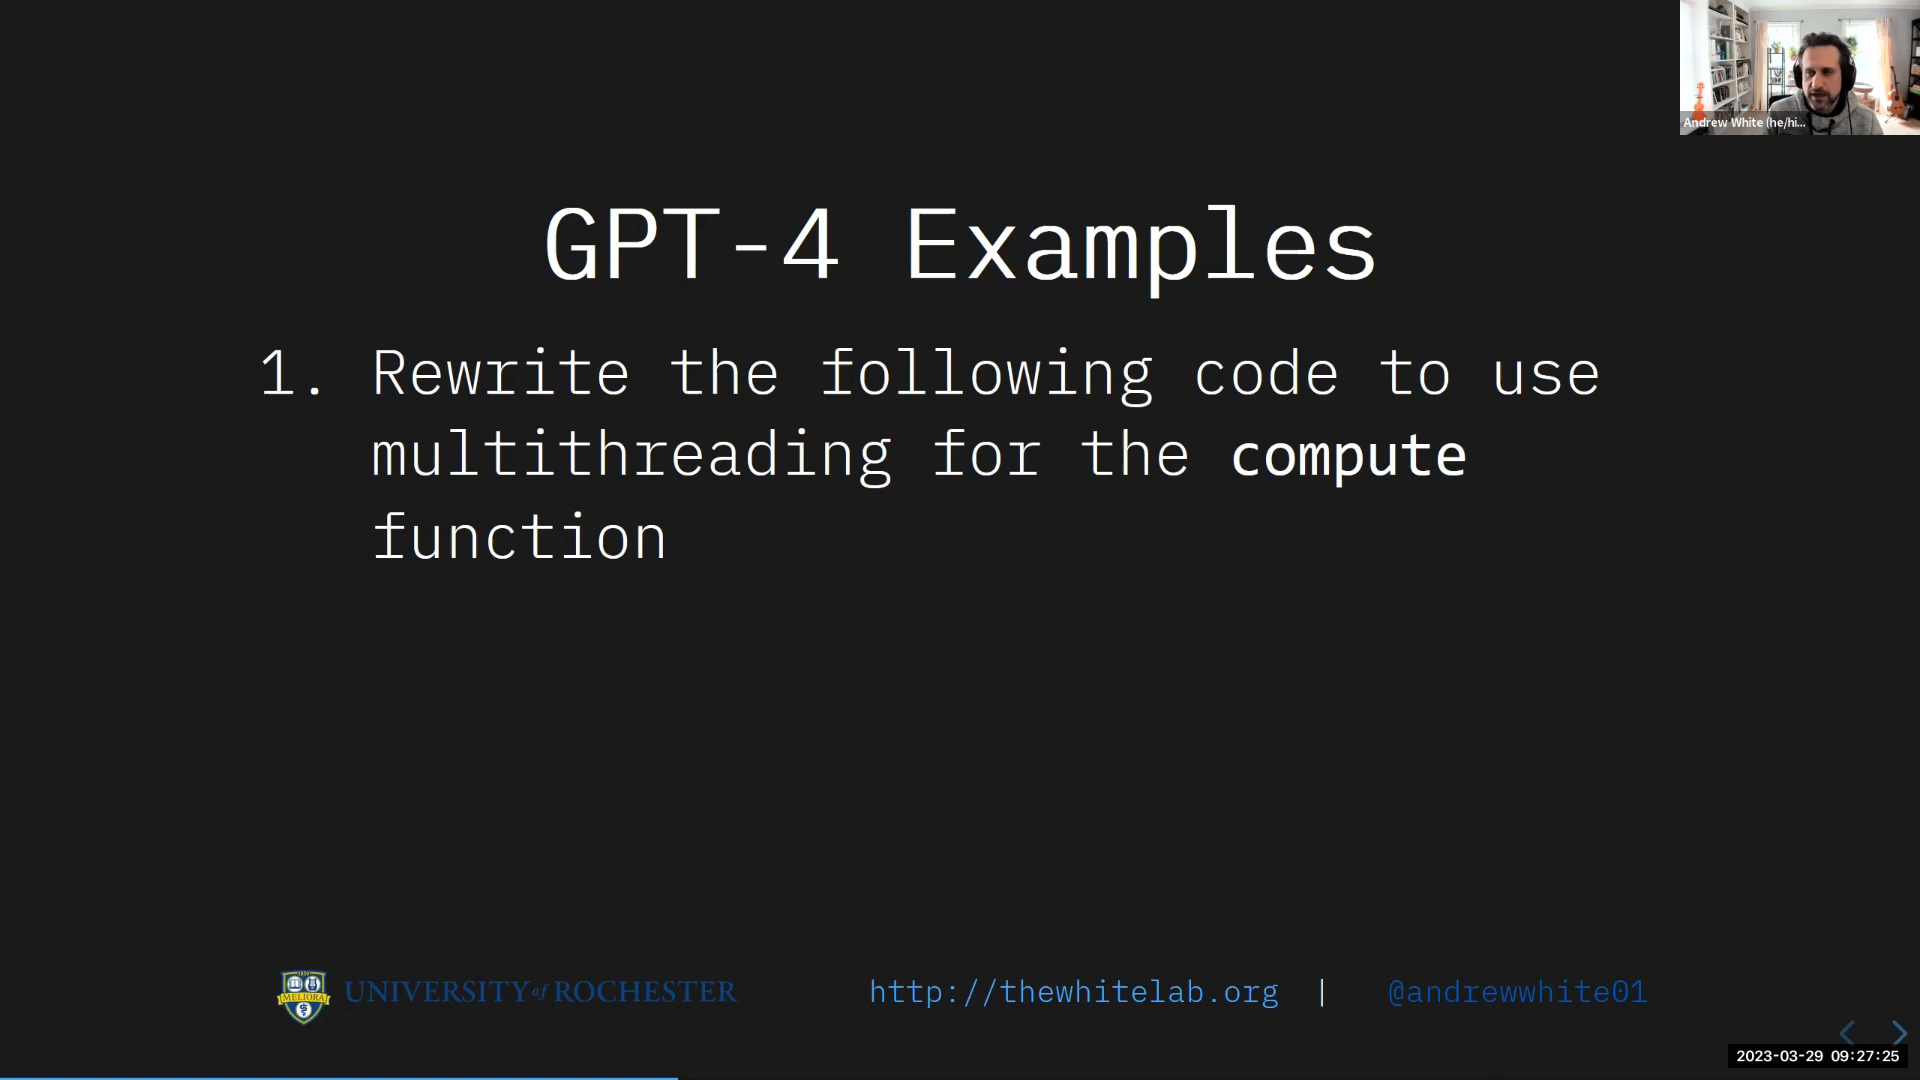 Andrew White (he/hi...
GPT-4 Examples
1. Rewrite the following code to use
multithreading for the compute
function
MELIORA
UNIVERSITY of ROCHESTER
http://thewhitelab.org | @andrewwhite01
2023-03-29 09:27:25